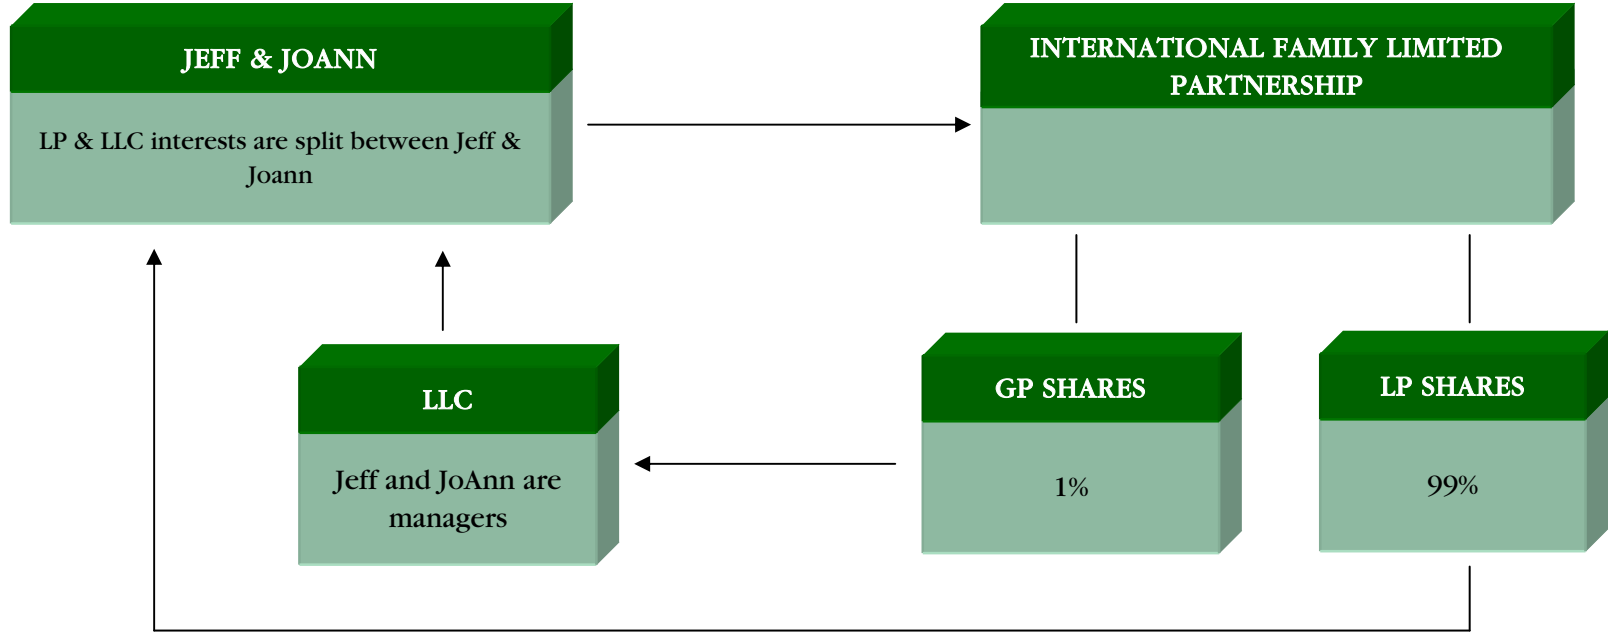 JEFF & JOANN
LP & LLC interests are split between Jeff &
Joann
INTERNATIONAL FAMILY LIMITED
PARTNERSHIP
LLC
Jeff and JoAnn are
managers
GP SHARES
1%
LP SHARES
99%